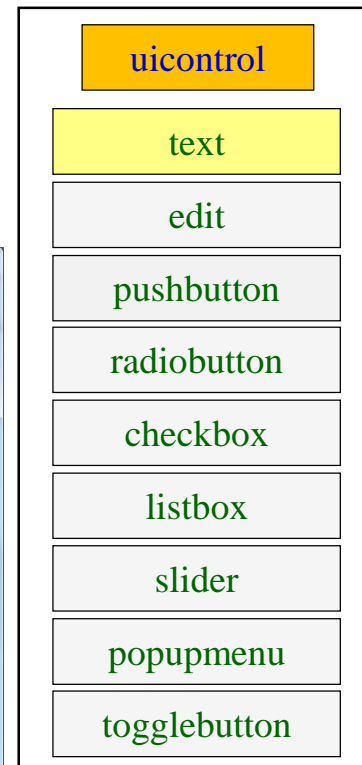 uicontrol
text
edit
pushbutton
radiobutton
checkbox
listbox
slider
popupmenu
togglebutton